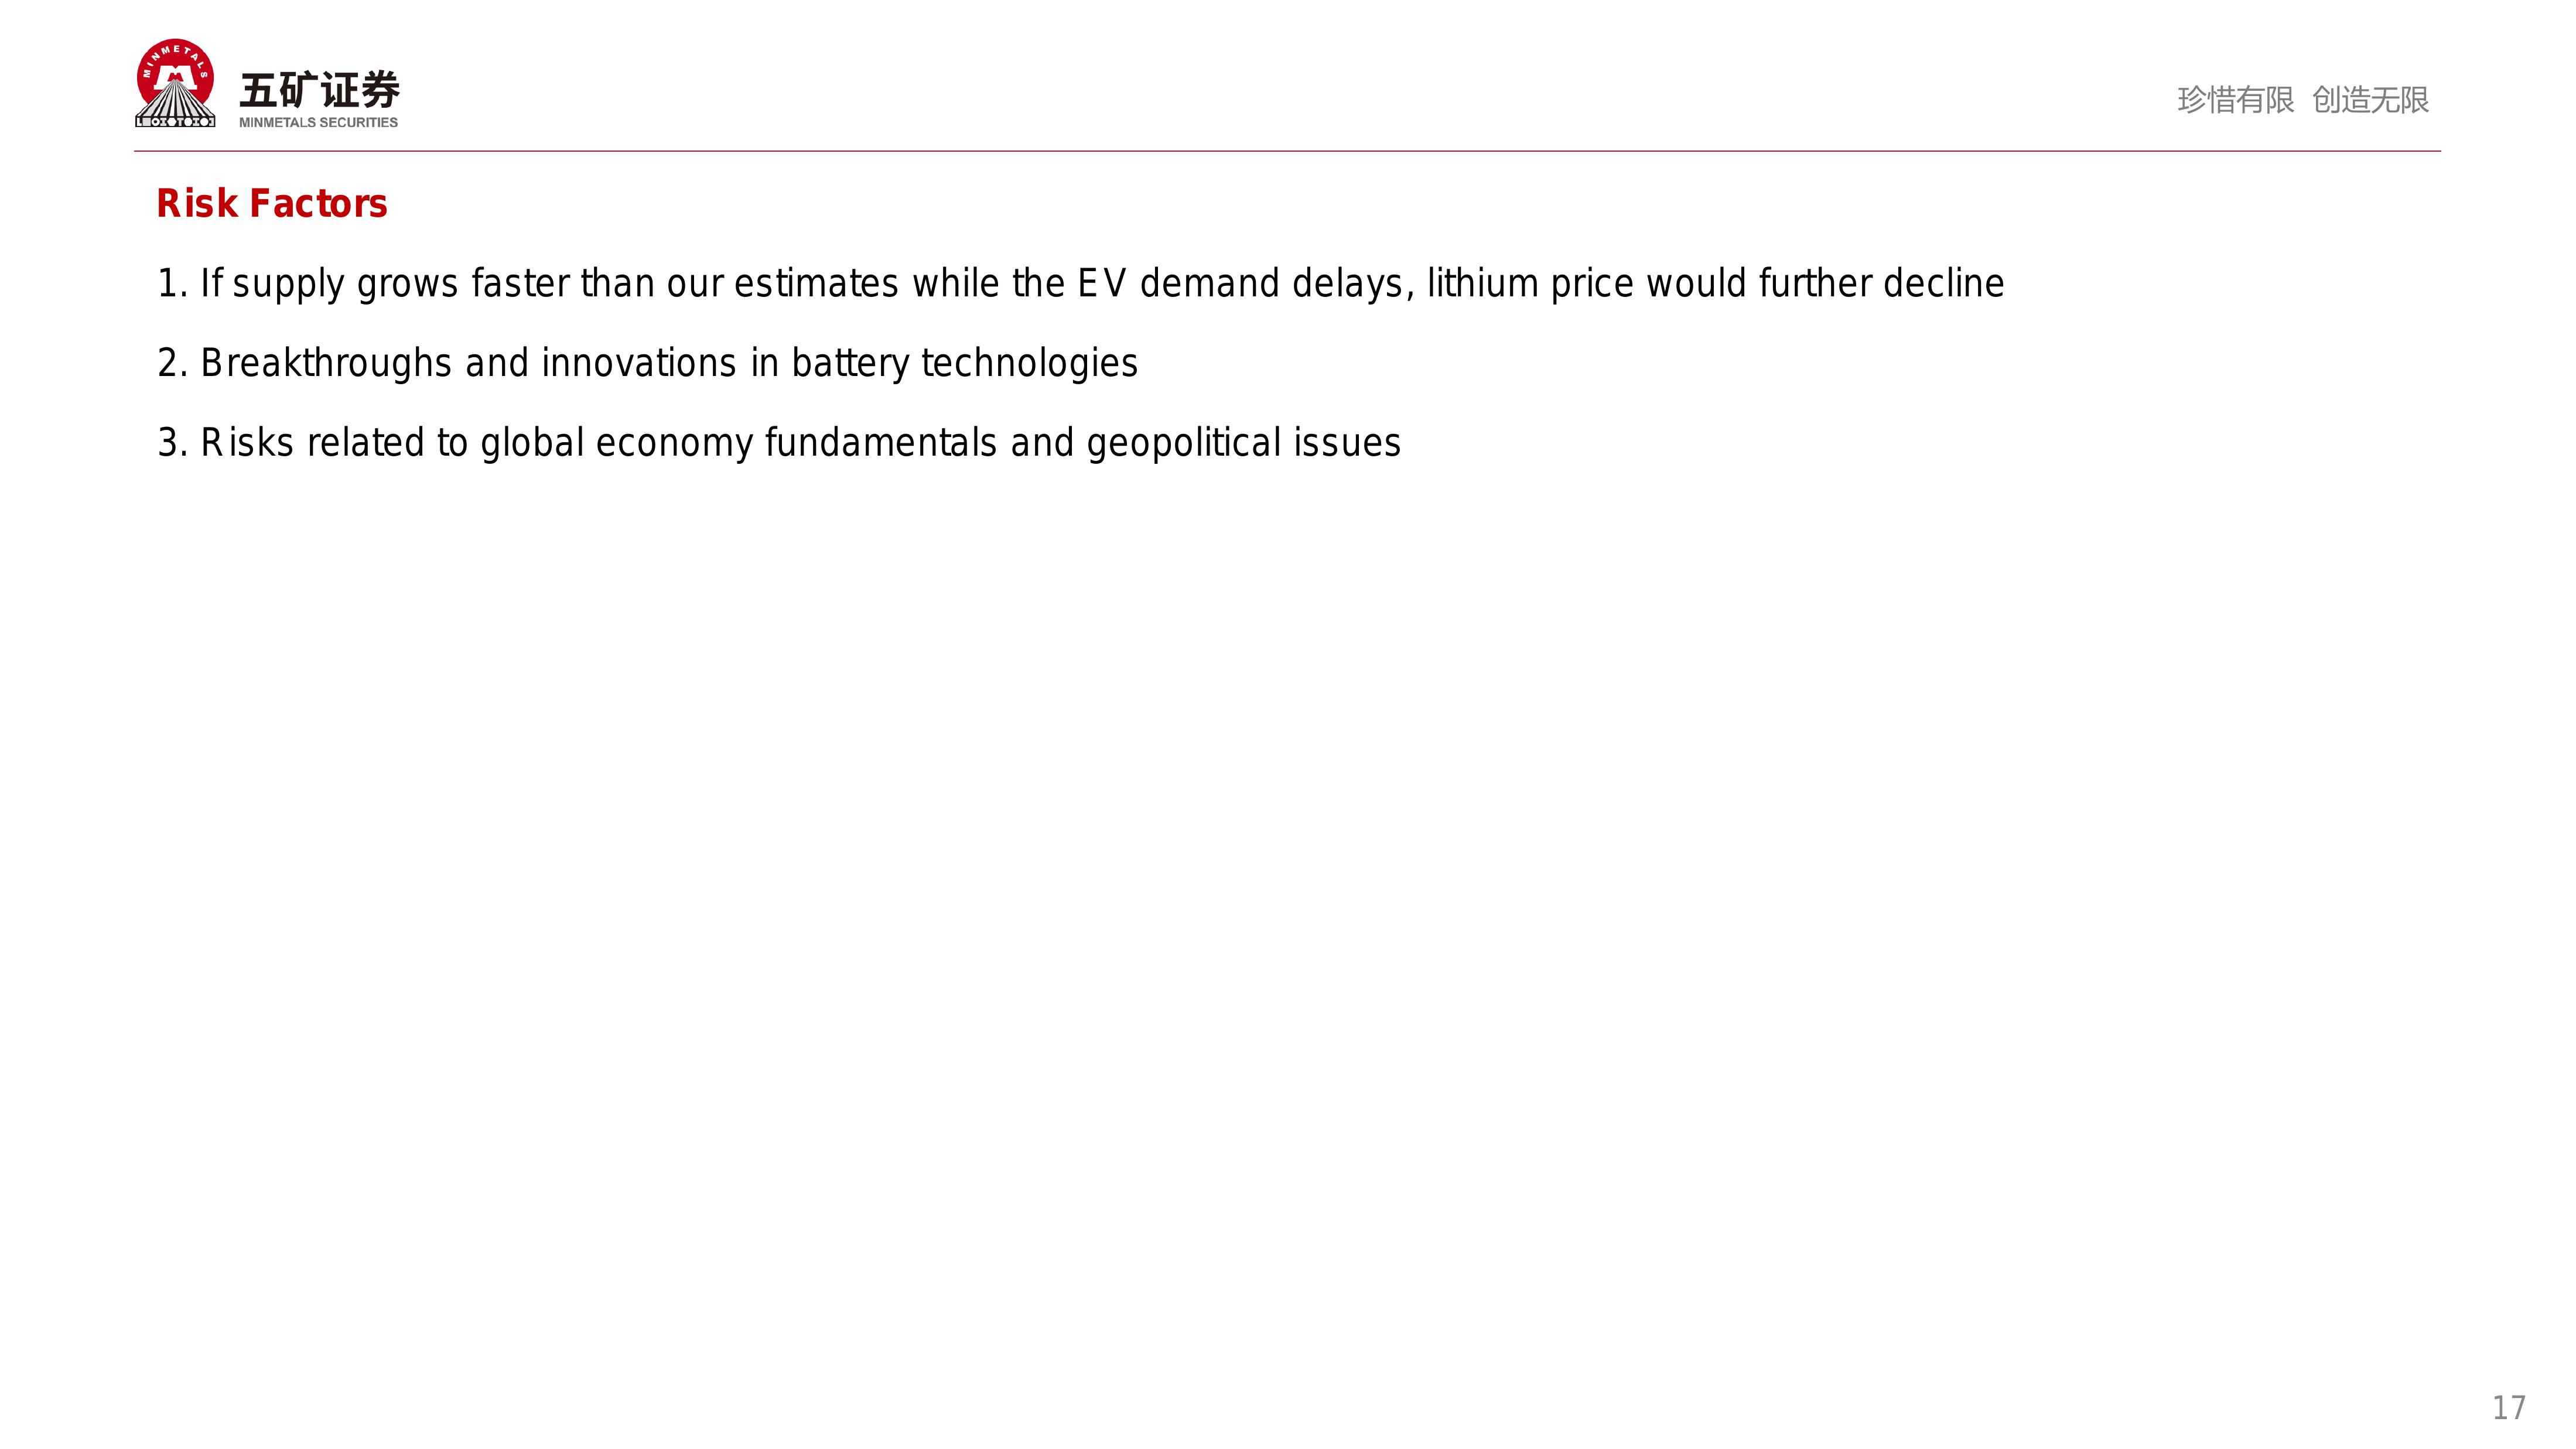 MINMETALS
五矿证券
MINMETALS SECURITIES
珍惜有限 创造无限
Risk Factors
1. If supply grows faster than our estimates while the EV demand delays, lithium price would further decline
2. Breakthroughs and innovations in battery technologies
3. Risks related to global economy fundamentals and geopolitical issues
17